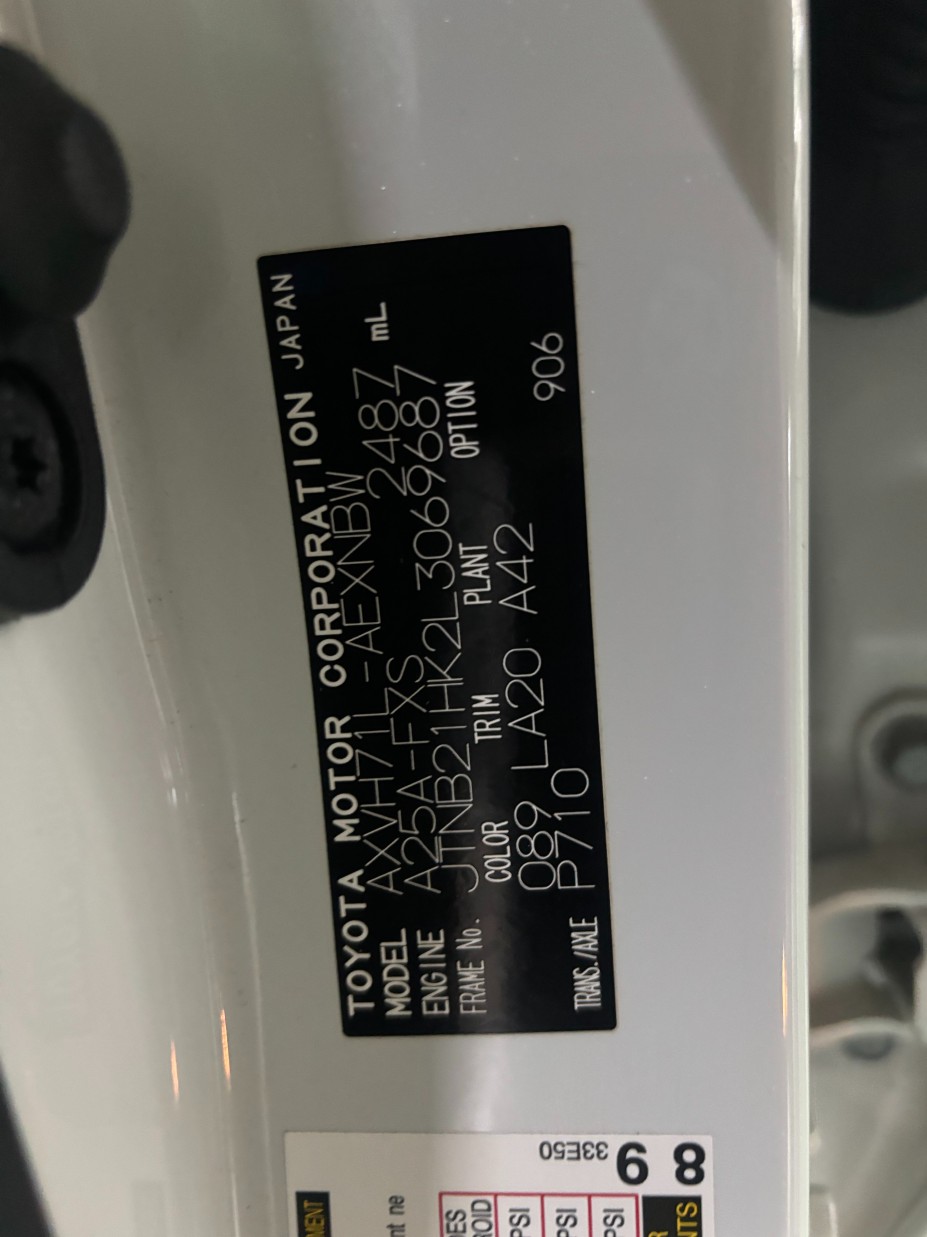 TOYOTA MOTOR CORPORATION JAPAN
MODEL AXVH71L-AEXNBW
ENGINE A25A-FXS 2487 mL
FRAME No. JTNB21HK2L3069687
COLOR TRIM PLANT OPTION
089 LA20 A42
TRANS./AXLE P710 906
33E50
9
8
PSI
PSI
PSI